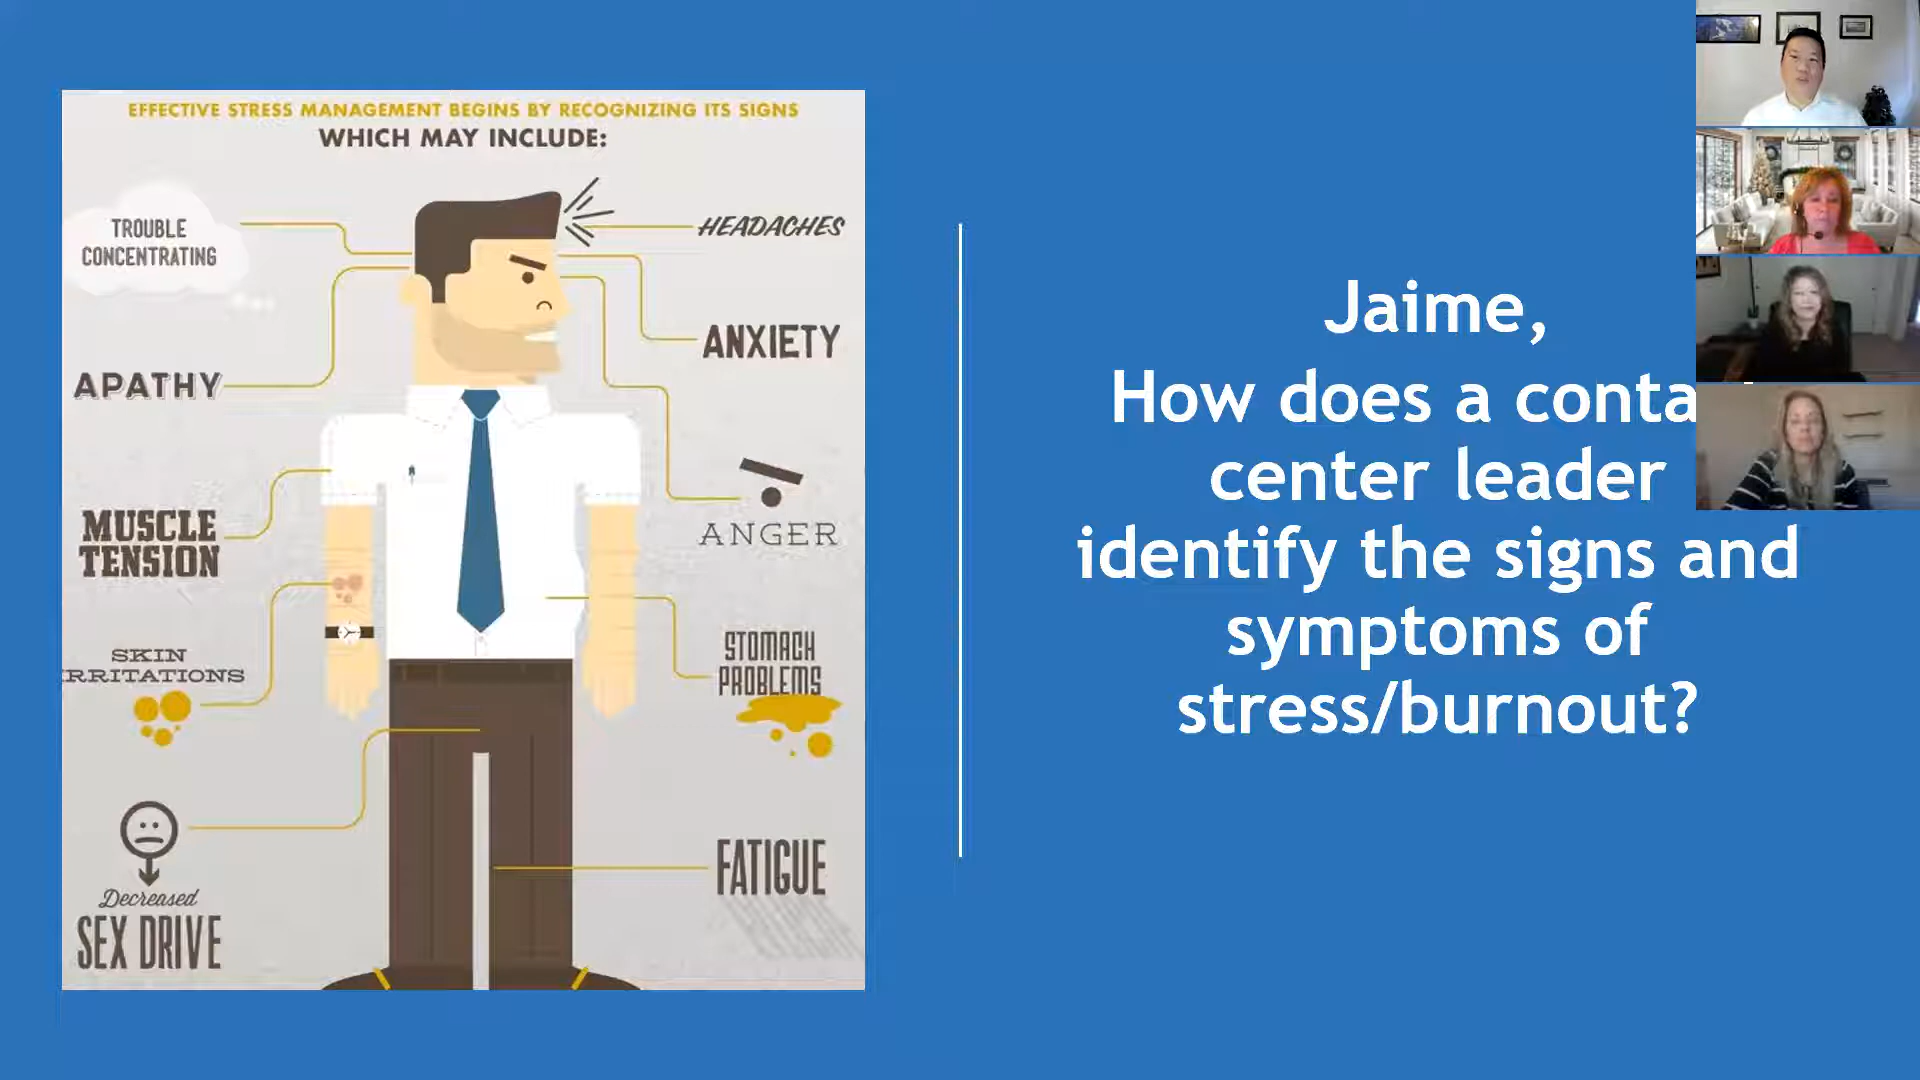 EFFECTIVE STRESS MANAGEMENT BEGINS BY RECOGNIZING ITS SIGNS
WHICH MAY INCLUDE:
TROUBLE
CONCENTRATING
HEADACHES
ANXIETY
APATHY
ANGER
MUSCLE
TENSION
SKIN
IRRITATIONS
STOMACH
PROBLEMS
Decreased
SEX DRIVE
FATIGUE
Jaime,
How does a conta
center leader
identify the signs and
symptoms of
stress/burnout?